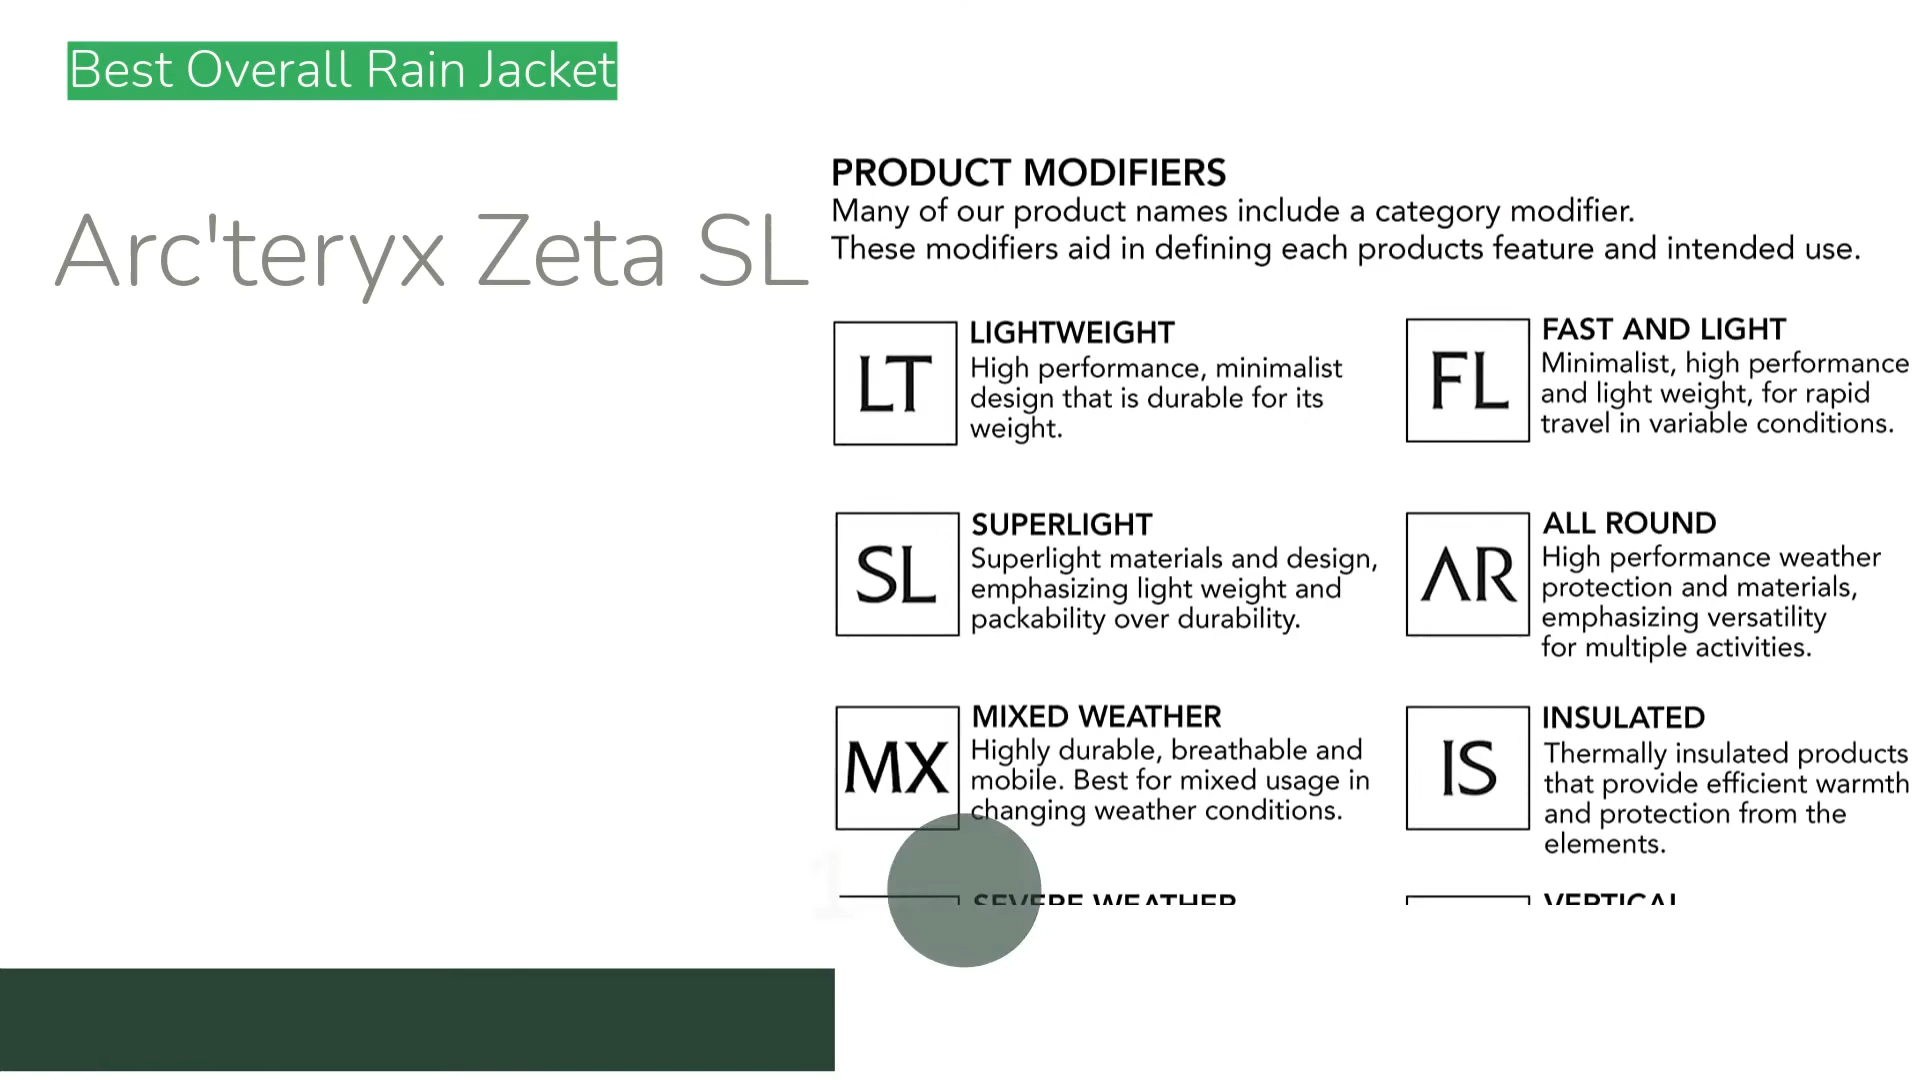 Best Overall Rain Jacket
Arc'teryx Zeta SL
PRODUCT MODIFIERS
Many of our product names include a category modifier.
These modifiers aid in defining each products feature and intended use.
LT
LIGHTWEIGHT
High performance, minimalist
design that is durable for its
weight.
FL
FAST AND LIGHT
Minimalist, high performance
and light weight, for rapid
travel in variable conditions.
SL
SUPERLIGHT
Superlight materials and design,
emphasizing light weight and
packability over durability.
AR
ALL ROUND
High performance weather
protection and materials,
emphasizing versatility
for multiple activities.
MX
MIXED WEATHER
Highly durable, breathable and
mobile. Best for mixed usage in
changing weather conditions.
IS
INSULATED
Thermally insulated products
that provide efficient warmth
and protection from the
elements.
SEVERE WEATHER
VERTICAL